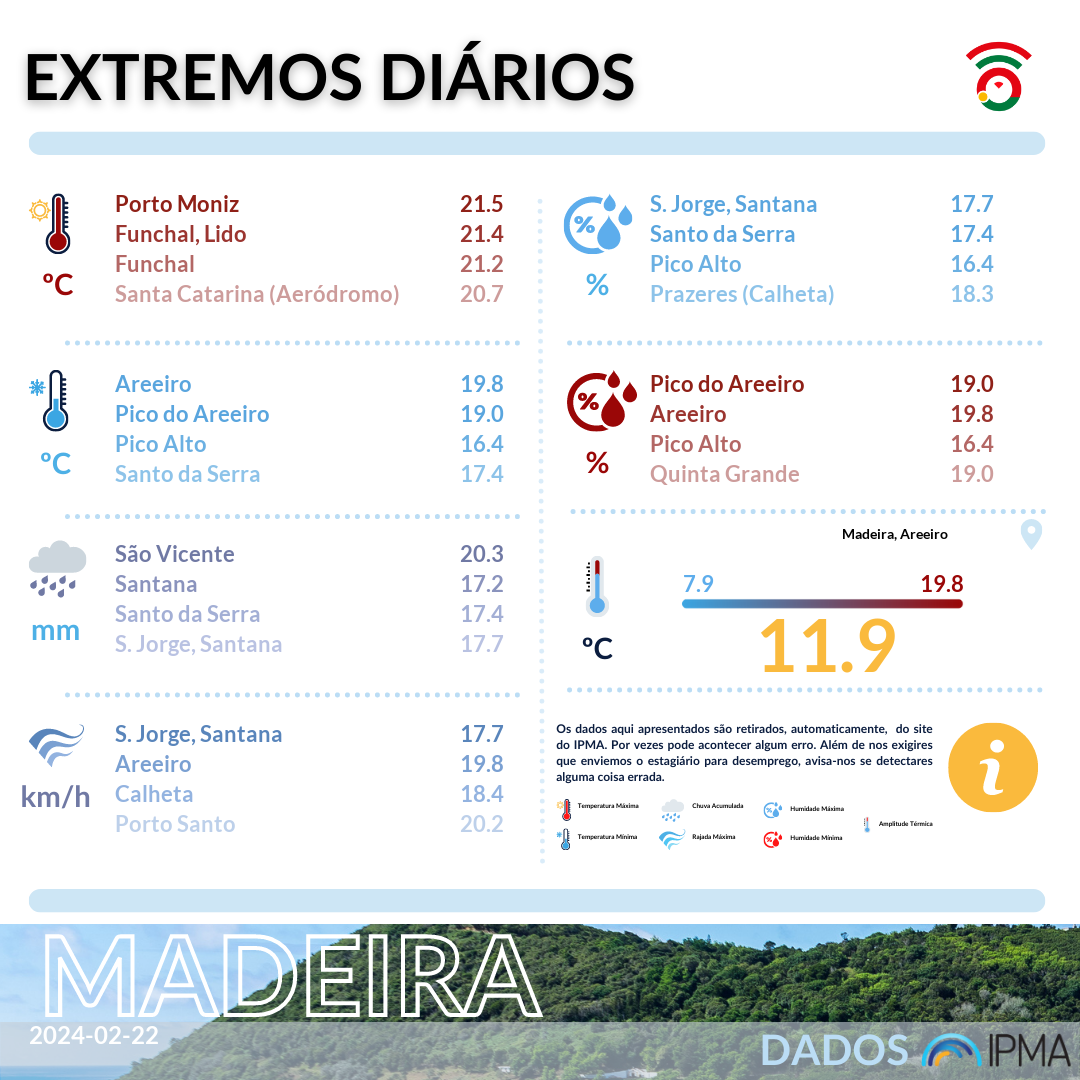 EXTREMOS DIÁRIOS
Porto Moniz 21.5
Funchal, Lido 21.4
Funchal 21.2
Santa Catarina (Aeródromo) 20.7
ºC
Areeiro 19.8
Pico do Areeiro 19.0
Pico Alto 16.4
Santo da Serra 17.4
ºC
São Vicente 20.3
Santana 17.2
Santo da Serra 17.4
S. Jorge, Santana 17.7
mm
S. Jorge, Santana 17.7
Areeiro 19.8
Calheta 18.4
Porto Santo 20.2
km/h
%
S. Jorge, Santana 17.7
Santo da Serra 17.4
Pico Alto 16.4
Prazeres (Calheta) 18.3
%
%
Pico do Areeiro 19.0
Areeiro 19.8
Pico Alto 16.4
Quinta Grande 19.0
%
Madeira, Areeiro
7.9 19.8
11.9
ºC
Os dados aqui apresentados são retirados, automaticamente, do site
do IPMA. Por vezes pode acontecer algum erro. Além de nos exigires
que enviemos o estagiário para desemprego, avisa-nos se detectares
alguma coisa errada.
i
Temperatura Máxima
Chuva Acumulada
Humidade Máxima
Amplitude Térmica
Temperatura Mínima
Rajada Máxima
Humidade Mínima
MADEIRA
2024-02-22
DADOS IPMA